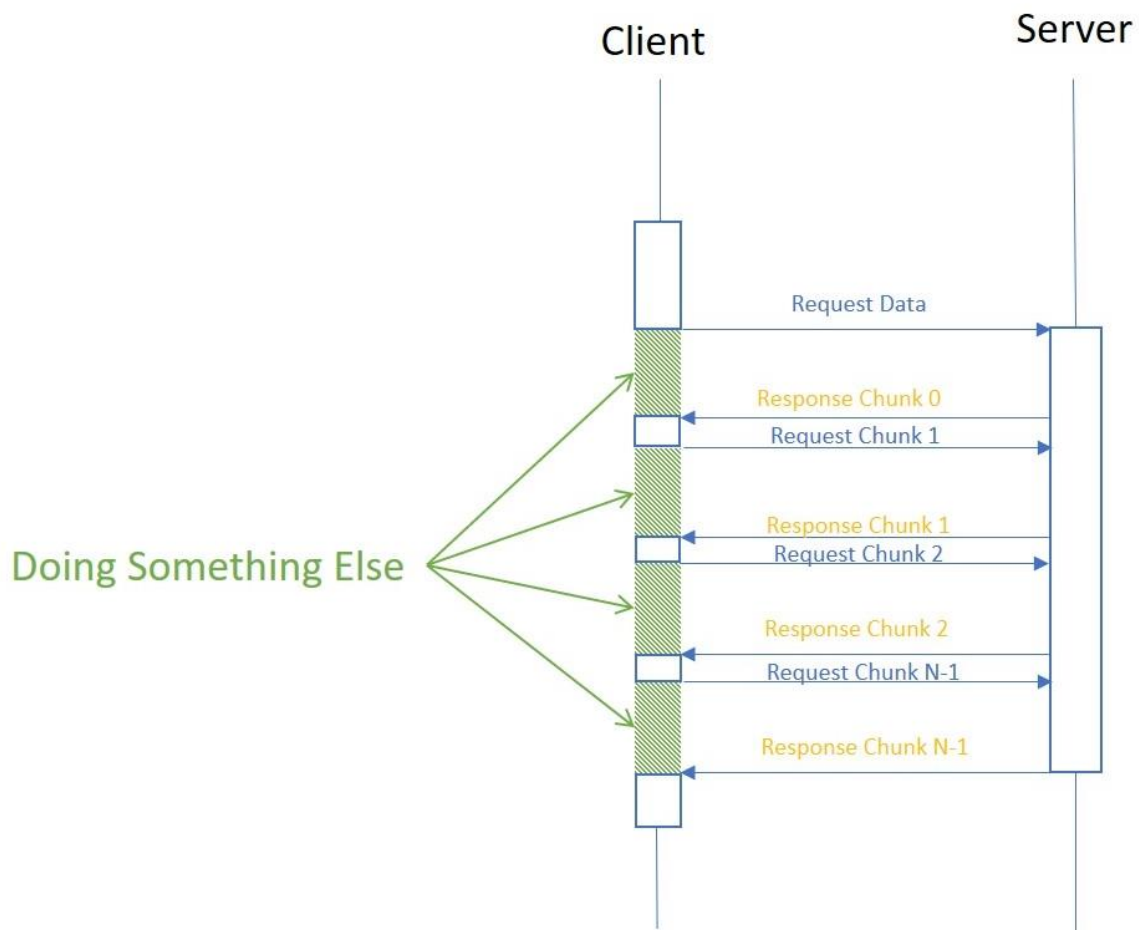 Client
Server
Request Data
Response Chunk 0
Request Chunk 1
Response Chunk 1
Request Chunk 2
Doing Something Else
Response Chunk 2
Request Chunk N-1
Response Chunk N-1